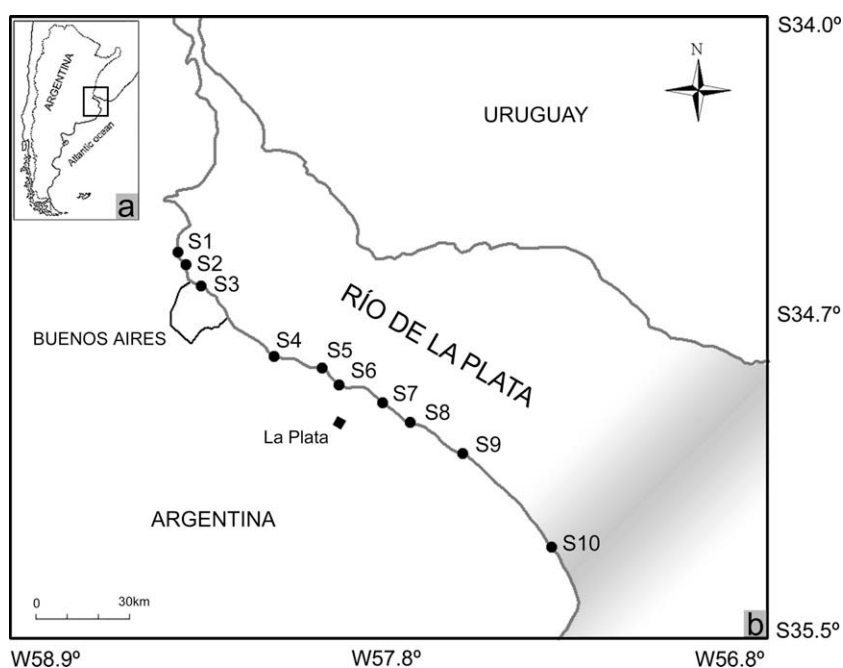 S34.0º
ARGENTINA
Atlantic ocean
a
N
URUGUAY
S1
S2
S3
RÍO DE LA PLATA
S34.7º
BUENOS AIRES
S4
S5
S6
S7
S8
La Plata
S9
ARGENTINA
S10
0 30km
b
S35.5º
W58.9º W57.8º W56.8º